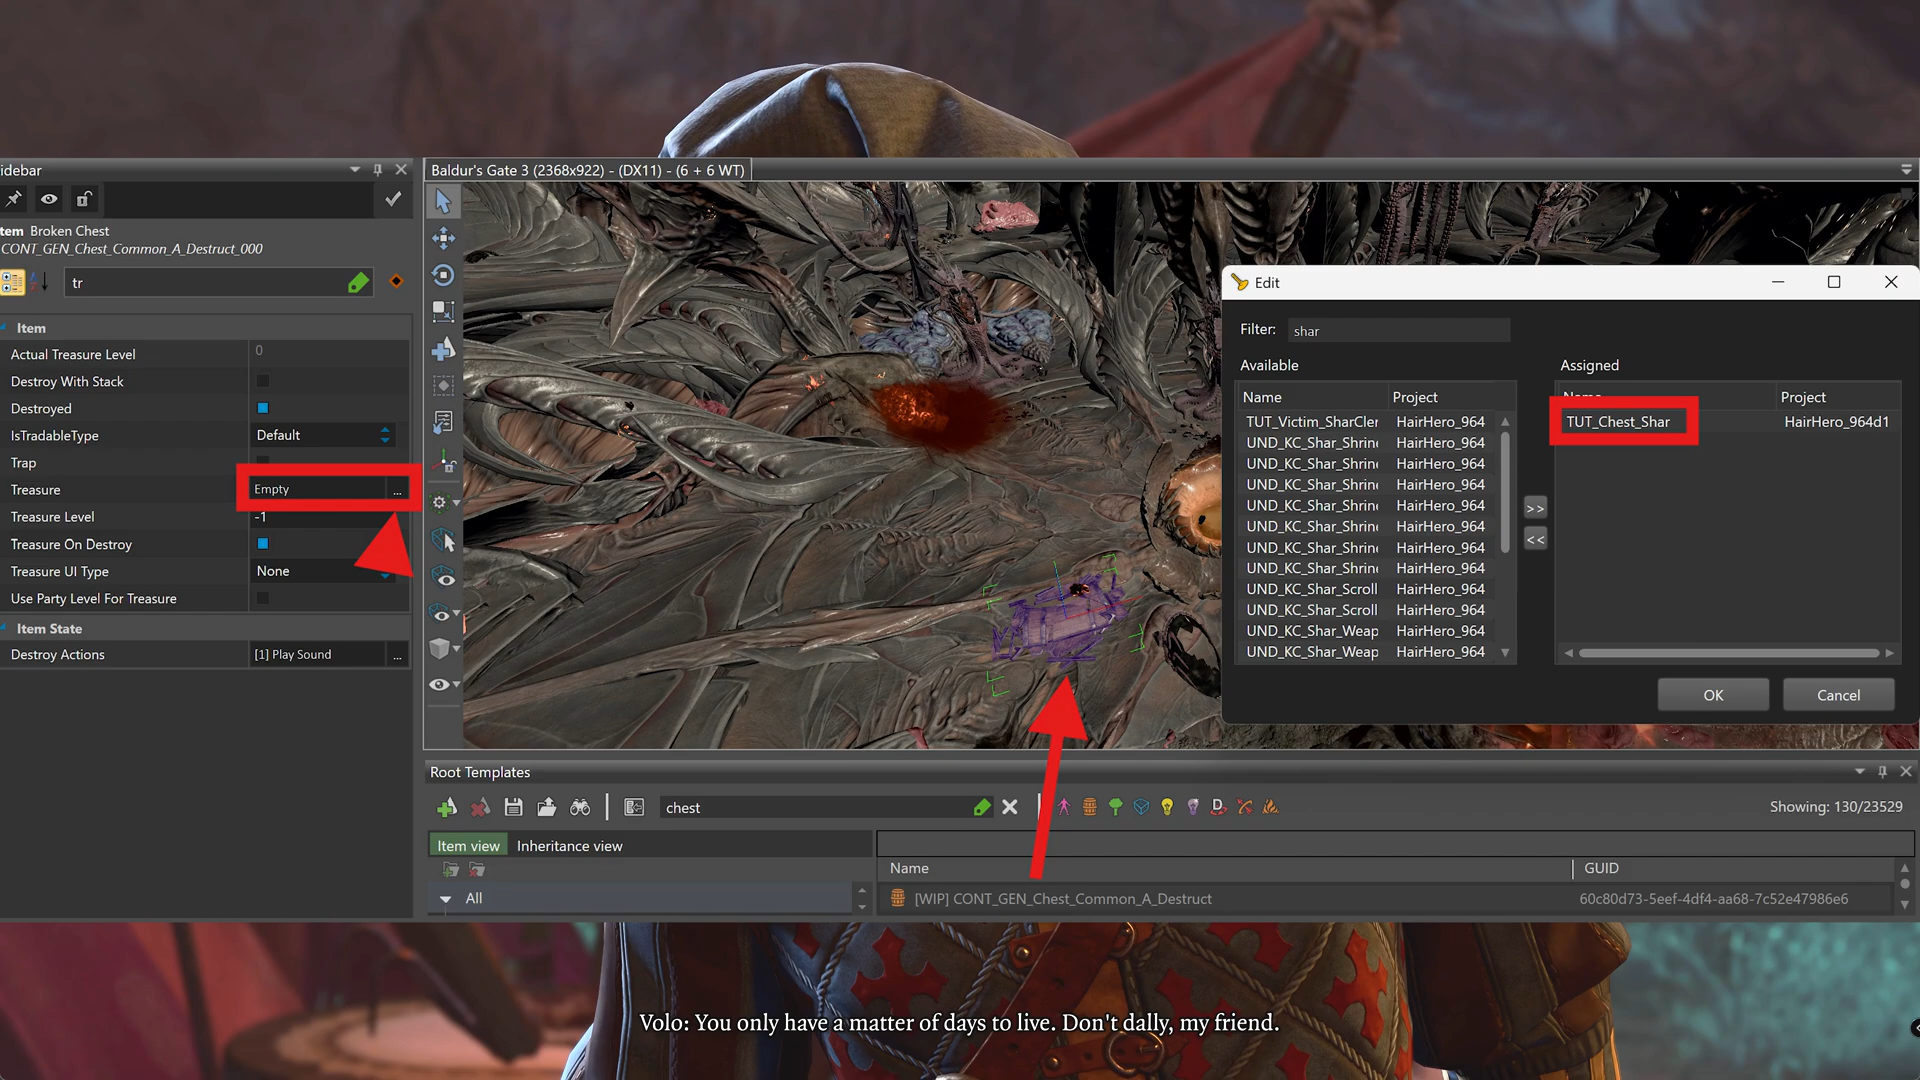 idebar
tem Broken Chest
CONT_GEN_Chest_Common_A_Destruct_000
tr
Item
Actual Treasure Level 0
Destroy With Stack
Destroyed
IsTradableType Default
Trap
Treasure Empty ...
Treasure Level -1
Treasure On Destroy
Treasure UI Type None
Use Party Level For Treasure
Item State
Destroy Actions [1] Play Sound ...
Baldur's Gate 3 (2368x922) - (DX11) - (6 + 6 WT)
Edit
Filter: shar
Available
Name Project
TUT_Victim_SharCler HairHero_964
UND_KC_Shar_Shrin HairHero_964
UND_KC_Shar_Shrin HairHero_964
UND_KC_Shar_Shrin HairHero_964
UND_KC_Shar_Shrin HairHero_964
UND_KC_Shar_Shrin HairHero_964
UND_KC_Shar_Shrin HairHero_964
UND_KC_Shar_Shrin HairHero_964
UND_KC_Shar_Scroll HairHero_964
UND_KC_Shar_Scroll HairHero_964
UND_KC_Shar_Weap HairHero_964
UND_KC_Shar_Weap HairHero_964
>>
<<
Assigned
Project
TUT_Chest_Shar HairHero_964d1
OK Cancel
Root Templates
chest
Showing: 130/23529
Item view Inheritance view
All
Name GUID
[WIP] CONT_GEN_Chest_Common_A_Destruct 60c80d73-5eef-4df4-aa68-7c52e47986e6
Volo: You only have a matter of days to live. Don't dally, my friend.